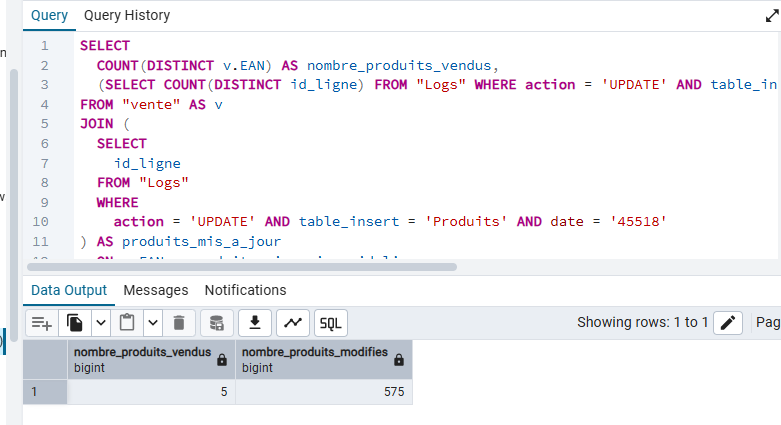 Query Query History
1 SELECT
2 COUNT(DISTINCT v.EAN) AS nombre_produits_vendus,
3 (SELECT COUNT(DISTINCT id_ligne) FROM "Logs" WHERE action = 'UPDATE' AND table_in
4 FROM "vente" AS v
5 JOIN (
6 SELECT
7 id_ligne
8 FROM "Logs"
9 WHERE
10 action = 'UPDATE' AND table_insert = 'Produits' AND date = '45518'
11 ) AS produits_mis_a_jour
Data Output Messages Notifications
SQL Showing rows: 1 to 1 Pag
nombre_produits_vendus nombre_produits_modifies
bigint bigint
1 5 575